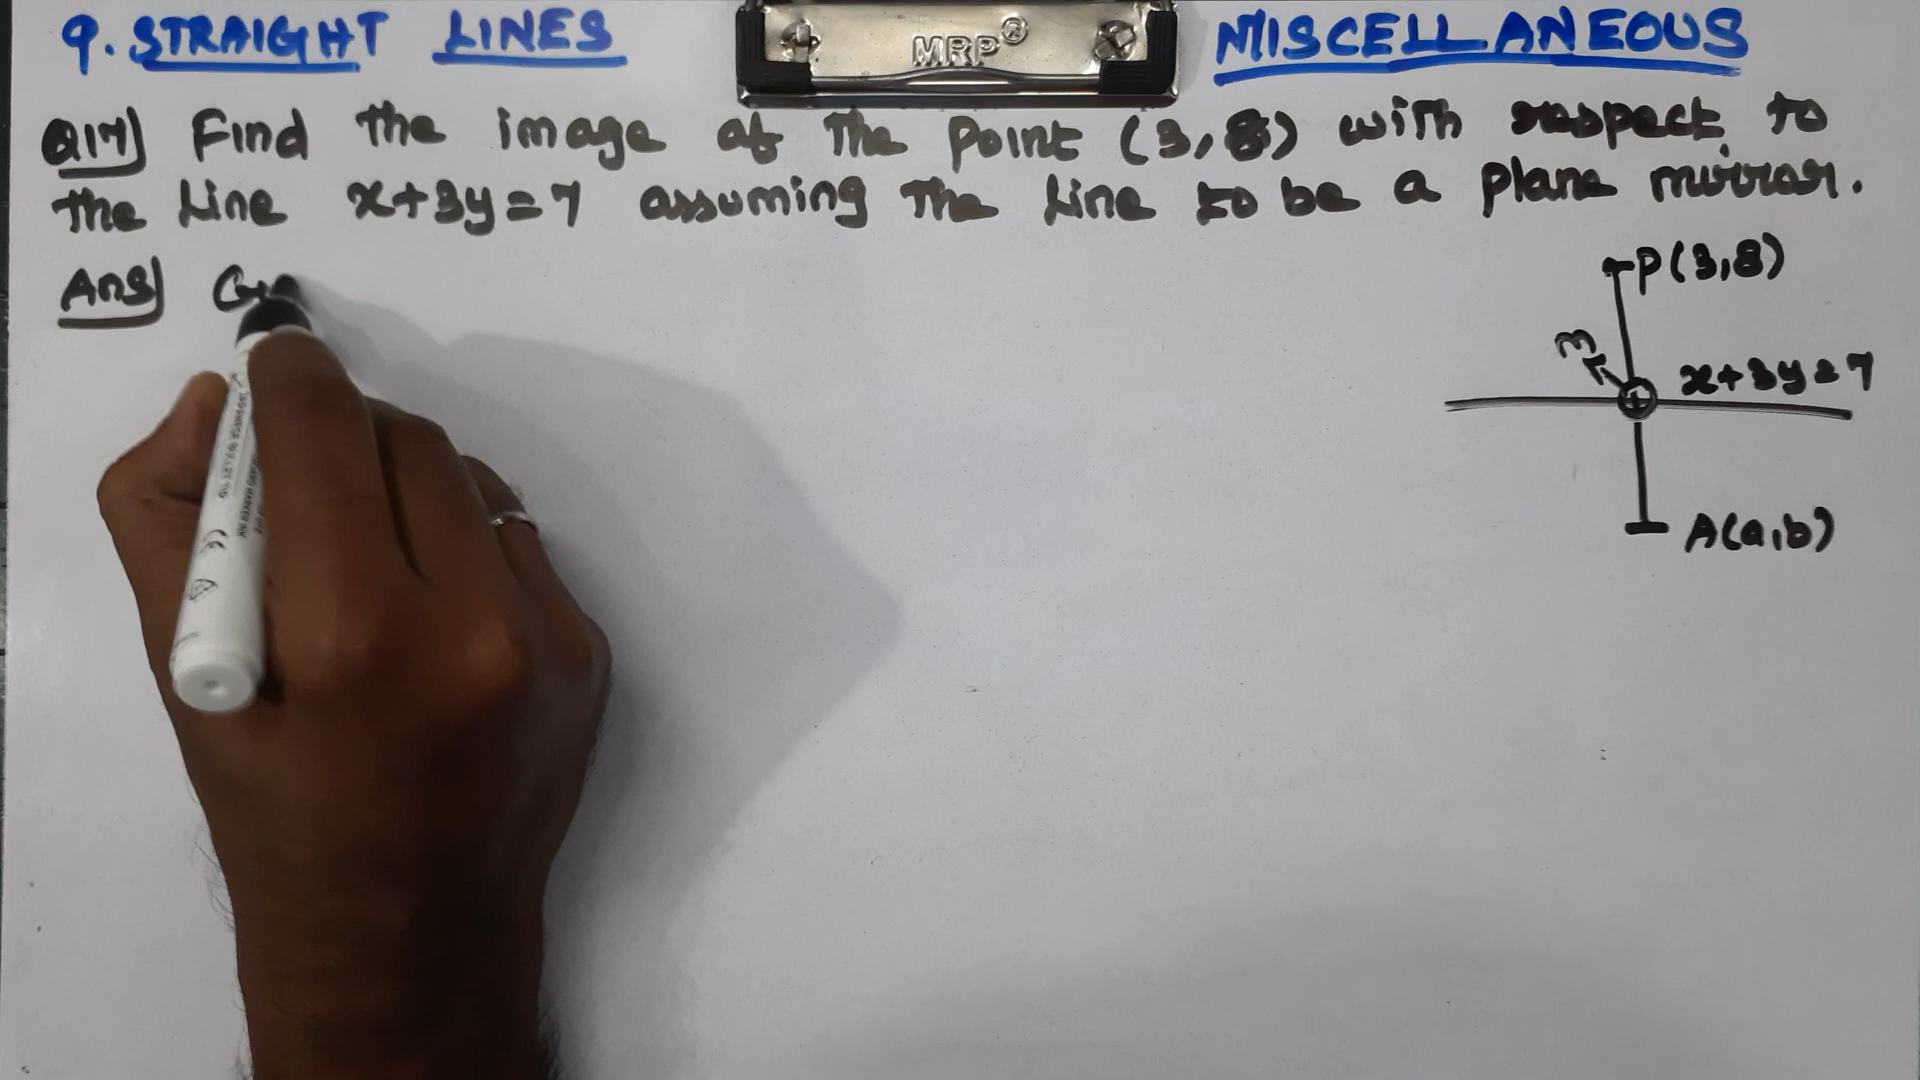 9. STRAIGHT LINES
MRP®
MISCELLANEOUS
Q17) Find the image of the point (3,8) with respect to
the line x+3y=7 assuming the line to be a plane mirror.
Ans)
P(3,8)
m
x+3y=7
A(a,b)